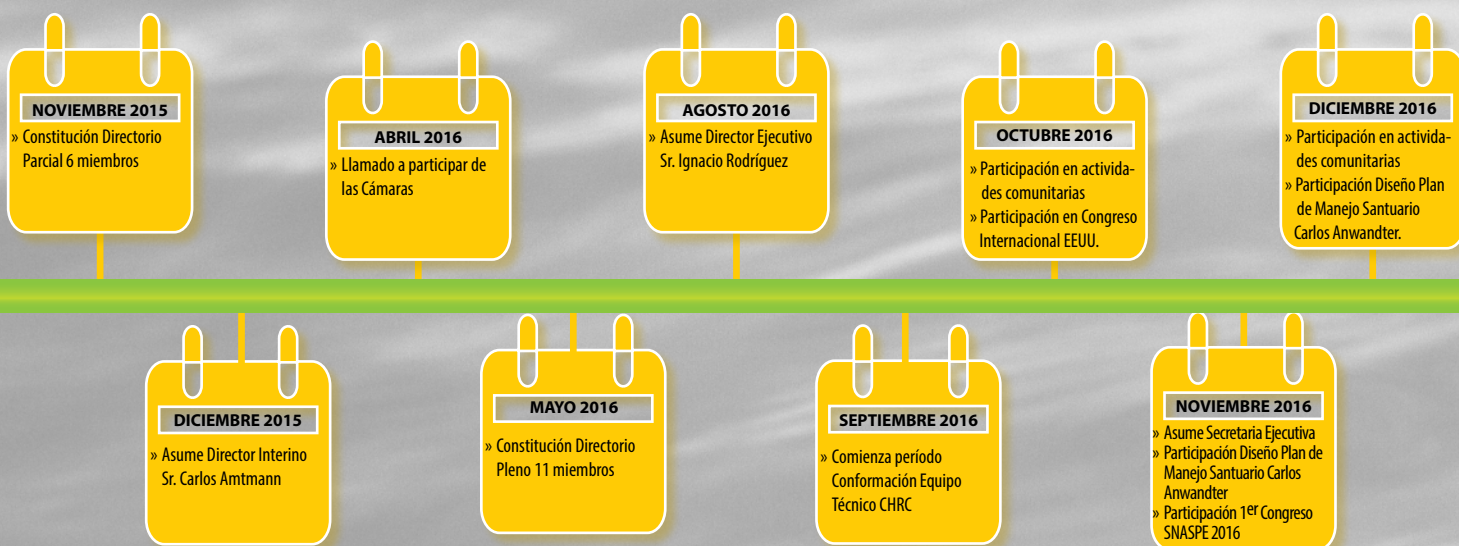 NOVIEMBRE 2015
» Constitución Directorio
Parcial 6 miembros
ABRIL 2016
» Llamado a participar de
las Cámaras
AGOSTO 2016
» Asume Director Ejecutivo
Sr. Ignacio Rodríguez
OCTUBRE 2016
» Participación en activida-
des comunitarias
» Participación en Congreso
Internacional EEUU.
DICIEMBRE 2016
» Participación en activida-
des comunitarias
» Participación Diseño Plan
de Manejo Santuario
Carlos Anwandter.
DICIEMBRE 2015
» Asume Director Interino
Sr. Carlos Amtmann
MAYO 2016
» Constitución Directorio
Pleno 11 miembros
SEPTIEMBRE 2016
» Comienza período
Conformación Equipo
Técnico CHRC
NOVIEMBRE 2016
» Asume Secretaria Ejecutiva
» Participación Diseño Plan de
Manejo Santuario Carlos
Anwandter
» Participación 1er Congreso
SNASPE 2016